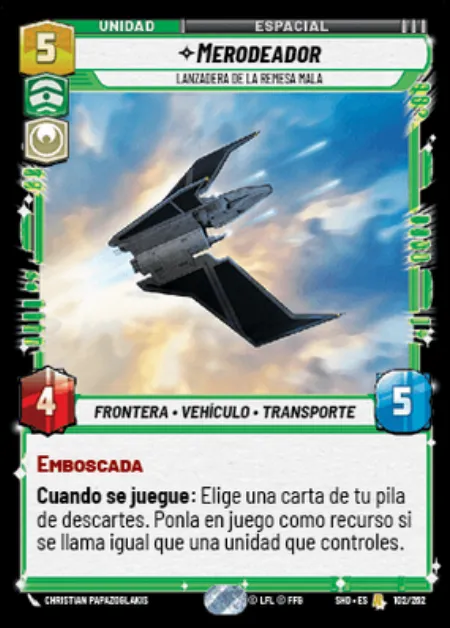 UNIDAD
ESPACIAL
5
MERODEADOR
LANZADERA DE LA REMESA MALA
4
FRONTERA • VEHÍCULO • TRANSPORTE
5
EMBOSCADA
Cuando se juegue: Elige una carta de tu pila
de descartes. Ponla en juego como recurso si
se llama igual que una unidad que controles.
CHRISTIAN PAPAZOGLAKIS
© LFL © FFG
SHD • ES
102/262